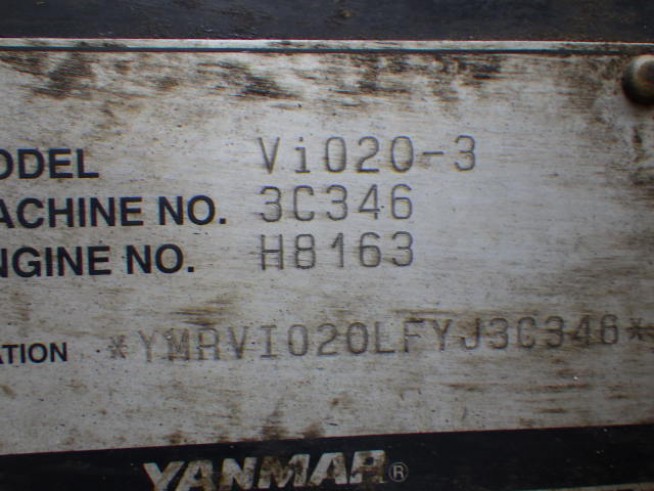 ODEL Vi020-3
ACHINE NO. 3C346
NGINE NO. H8163
ATION *YMRVI020LFYJ3C346*
YANMAR®